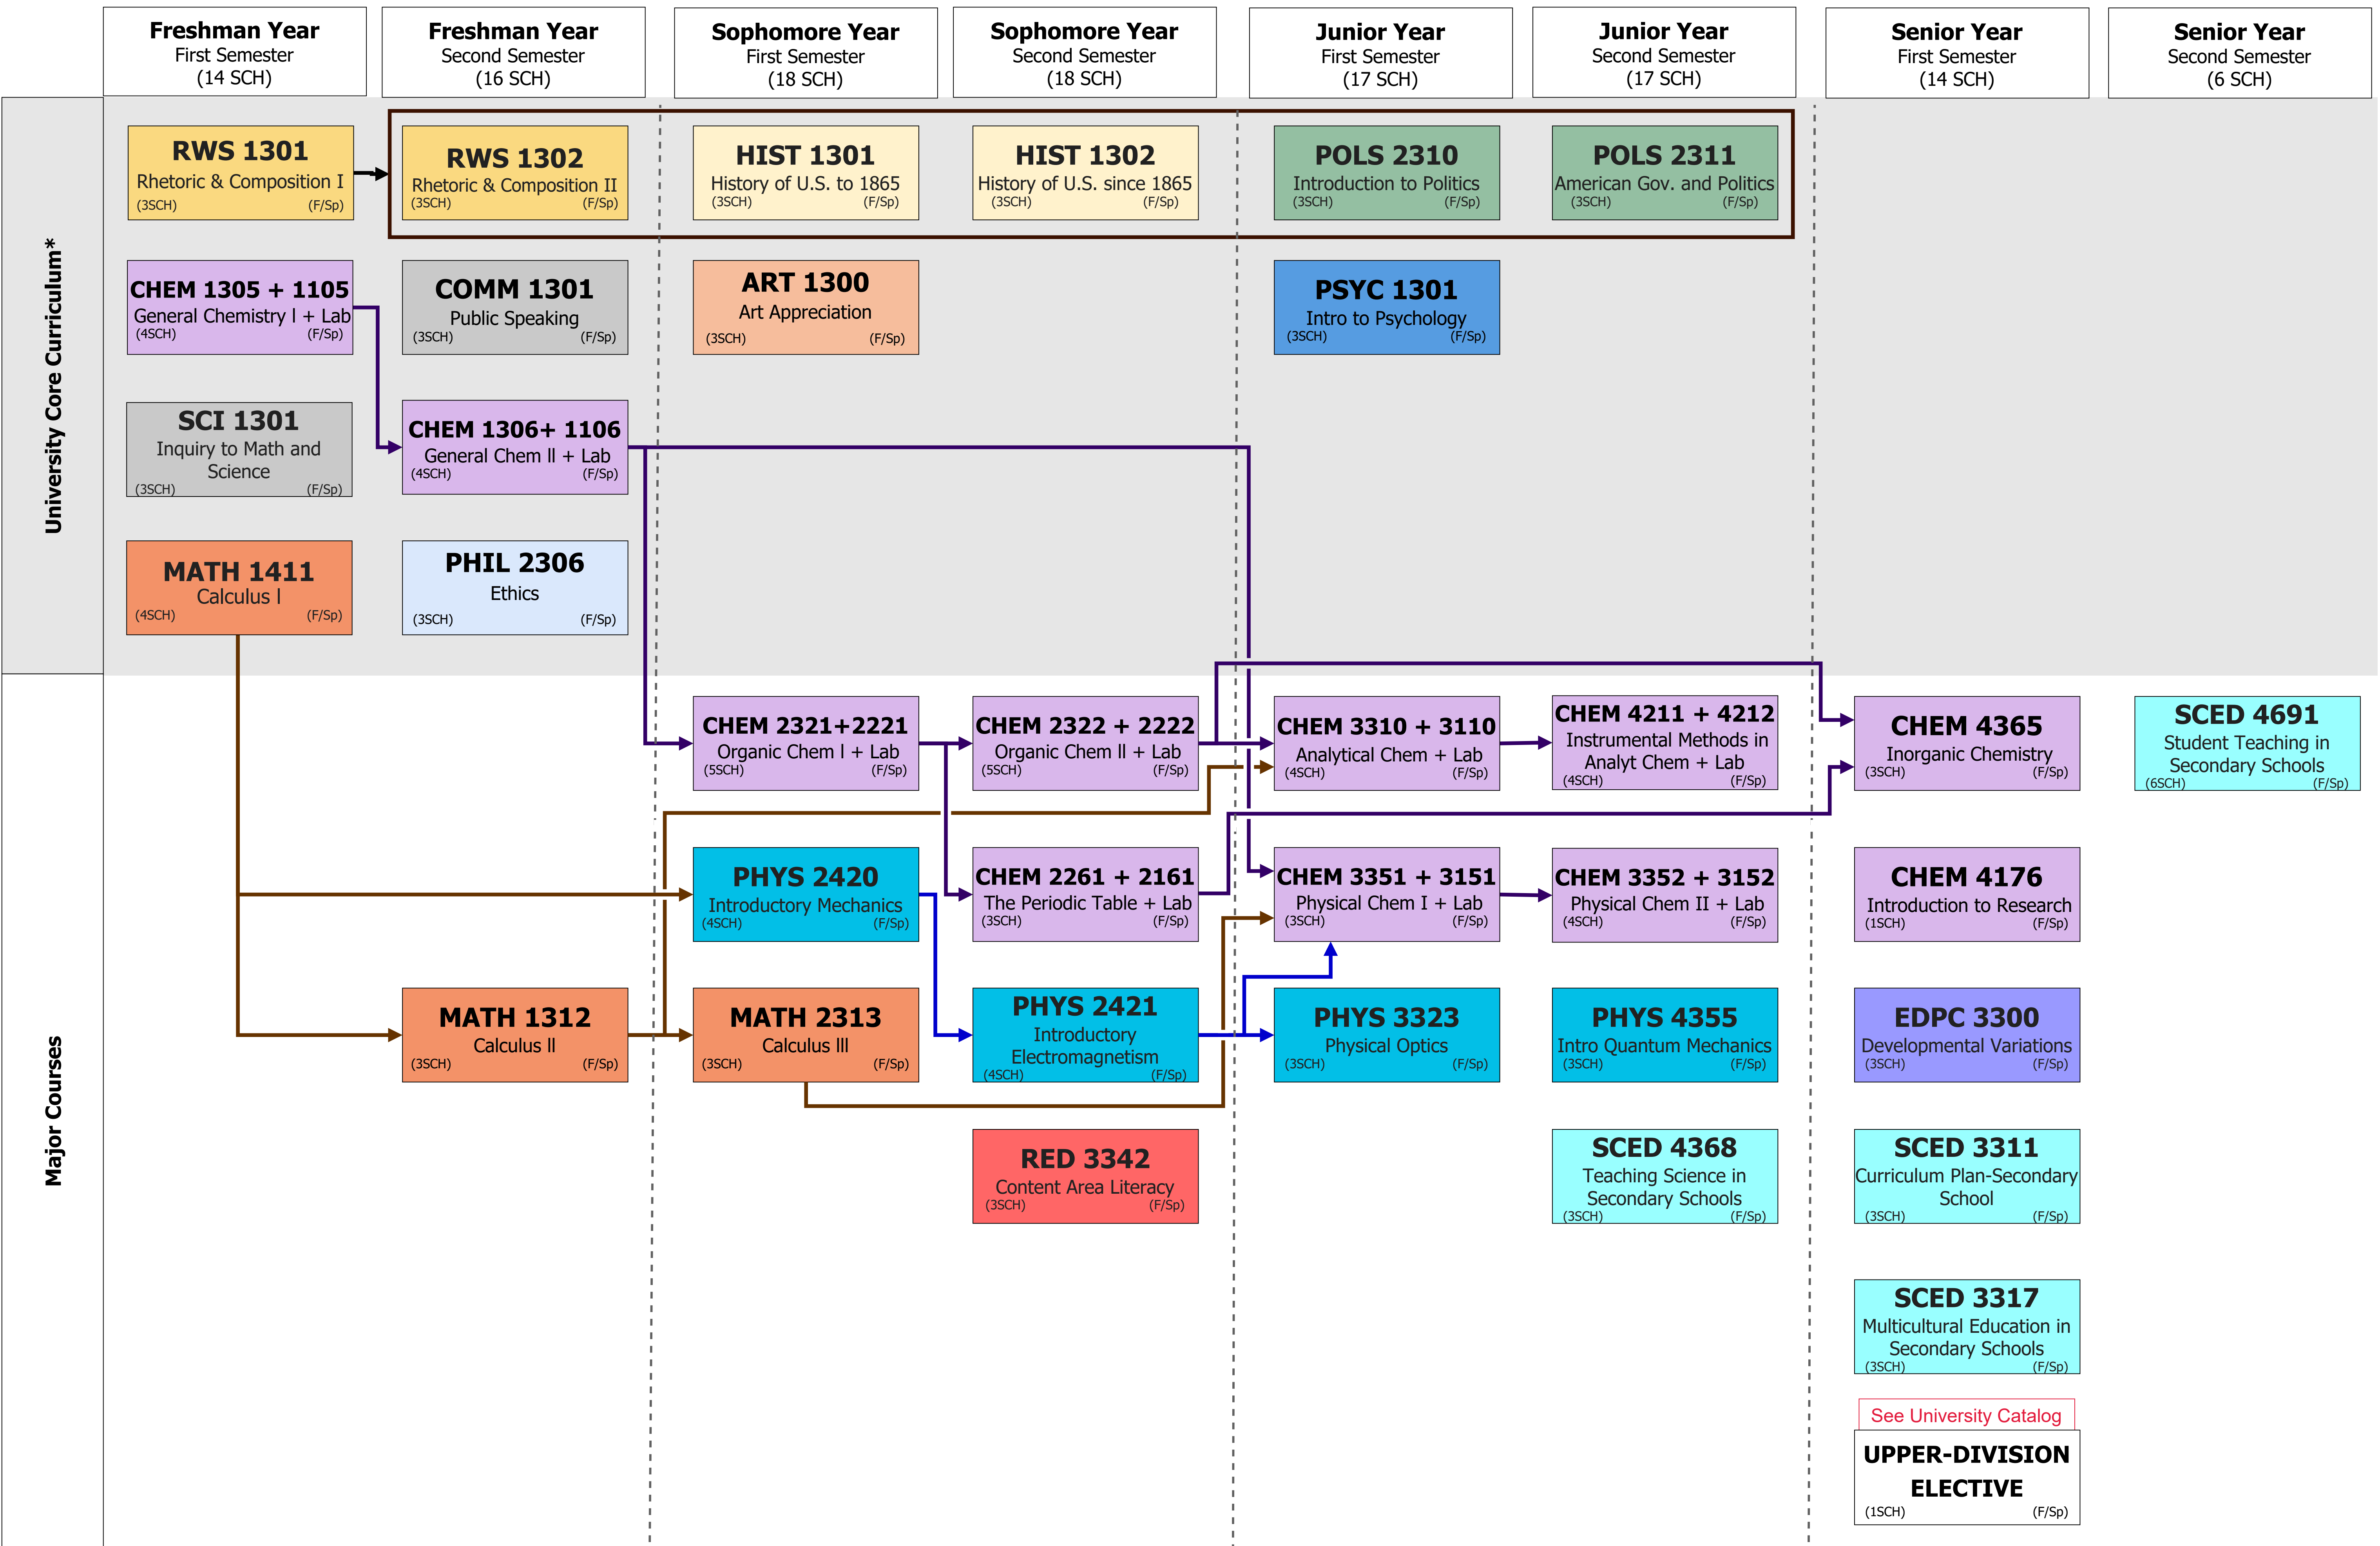 Freshman Year
First Semester
(14 SCH)
Freshman Year
Second Semester
(16 SCH)
Sophomore Year
First Semester
(18 SCH)
Sophomore Year
Second Semester
(18 SCH)
Junior Year
First Semester
(17 SCH)
Junior Year
Second Semester
(17 SCH)
Senior Year
First Semester
(14 SCH)
Senior Year
Second Semester
(6 SCH)
University Core Curriculum*
RWS 1301
Rhetoric & Composition I
(3SCH) (F/Sp)
RWS 1302
Rhetoric & Composition II
(3SCH) (F/Sp)
HIST 1301
History of U.S. to 1865
(3SCH) (F/Sp)
HIST 1302
History of U.S. since 1865
(3SCH) (F/Sp)
POLS 2310
Introduction to Politics
(3SCH) (F/Sp)
POLS 2311
American Gov. and Politics
(3SCH) (F/Sp)
CHEM 1305 + 1105
General Chemistry l + Lab
(4SCH) (F/Sp)
COMM 1301
Public Speaking
(3SCH) (F/Sp)
ART 1300
Art Appreciation
(3SCH) (F/Sp)
PSYC 1301
Intro to Psychology
(3SCH) (F/Sp)
SCI 1301
Inquiry to Math and
Science
(3SCH) (F/Sp)
CHEM 1306+ 1106
General Chem ll + Lab
(4SCH) (F/Sp)
MATH 1411
Calculus l
(4SCH) (F/Sp)
PHIL 2306
Ethics
(3SCH) (F/Sp)
Major Courses
CHEM 2321+2221
Organic Chem l + Lab
(5SCH) (F/Sp)
CHEM 2322 + 2222
Organic Chem ll + Lab
(5SCH) (F/Sp)
CHEM 3310 + 3110
Analytical Chem + Lab
(4SCH) (F/Sp)
CHEM 4211 + 4212
Instrumental Methods in
Analyt Chem + Lab
(4SCH) (F/Sp)
CHEM 4365
Inorganic Chemistry
(3SCH) (F/Sp)
SCED 4691
Student Teaching in
Secondary Schools
(6SCH) (F/Sp)
PHYS 2420
Introductory Mechanics
(4SCH) (F/Sp)
CHEM 2261 + 2161
The Periodic Table + Lab
(3SCH) (F/Sp)
CHEM 3351 + 3151
Physical Chem I + Lab
(3SCH) (F/Sp)
CHEM 3352 + 3152
Physical Chem II + Lab
(4SCH) (F/Sp)
CHEM 4176
Introduction to Research
(1SCH) (F/Sp)
MATH 1312
Calculus ll
(3SCH) (F/Sp)
MATH 2313
Calculus lll
(3SCH) (F/Sp)
PHYS 2421
Introductory
Electromagnetism
(4SCH) (F/Sp)
PHYS 3323
Physical Optics
(3SCH) (F/Sp)
PHYS 4355
Intro Quantum Mechanics
(3SCH) (F/Sp)
EDPC 3300
Developmental Variations
(3SCH) (F/Sp)
RED 3342
Content Area Literacy
(3SCH) (F/Sp)
SCED 4368
Teaching Science in
Secondary Schools
(3SCH) (F/Sp)
SCED 3311
Curriculum Plan-Secondary
School
(3SCH) (F/Sp)
SCED 3317
Multicultural Education in
Secondary Schools
(3SCH) (F/Sp)
See University Catalog
UPPER-DIVISION
ELECTIVE
(1SCH) (F/Sp)